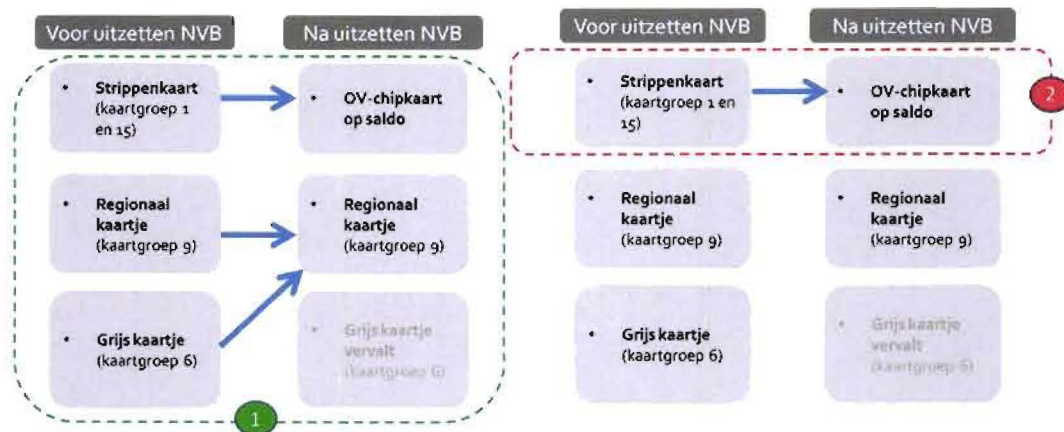 Voor uitzetten NVB
Na uitzetten NVB
• Strippenkaart
(kaartgroep 1
en 15)
• OV-chipkaart
op saldo
• Regionaal
kaartje
(kaartgroep 9)
• Regionaal
kaartje
(kaartgroep 9)
• Grijs kaartje
(kaartgroep 6)
• Grijs kaartje
vervalt
(kaartgroep 6)
1
Voor uitzetten NVB
Na uitzetten NVB
• Strippenkaart
(kaartgroep 1 en
15)
• OV-chipkaart
op saldo
2
• Regionaal
kaartje
(kaartgroep 9)
• Regionaal
kaartje
(kaartgroep 9)
• Grijs kaartje
(kaartgroep 6)
• Grijs kaartje
vervalt
(kaartgroep 6)